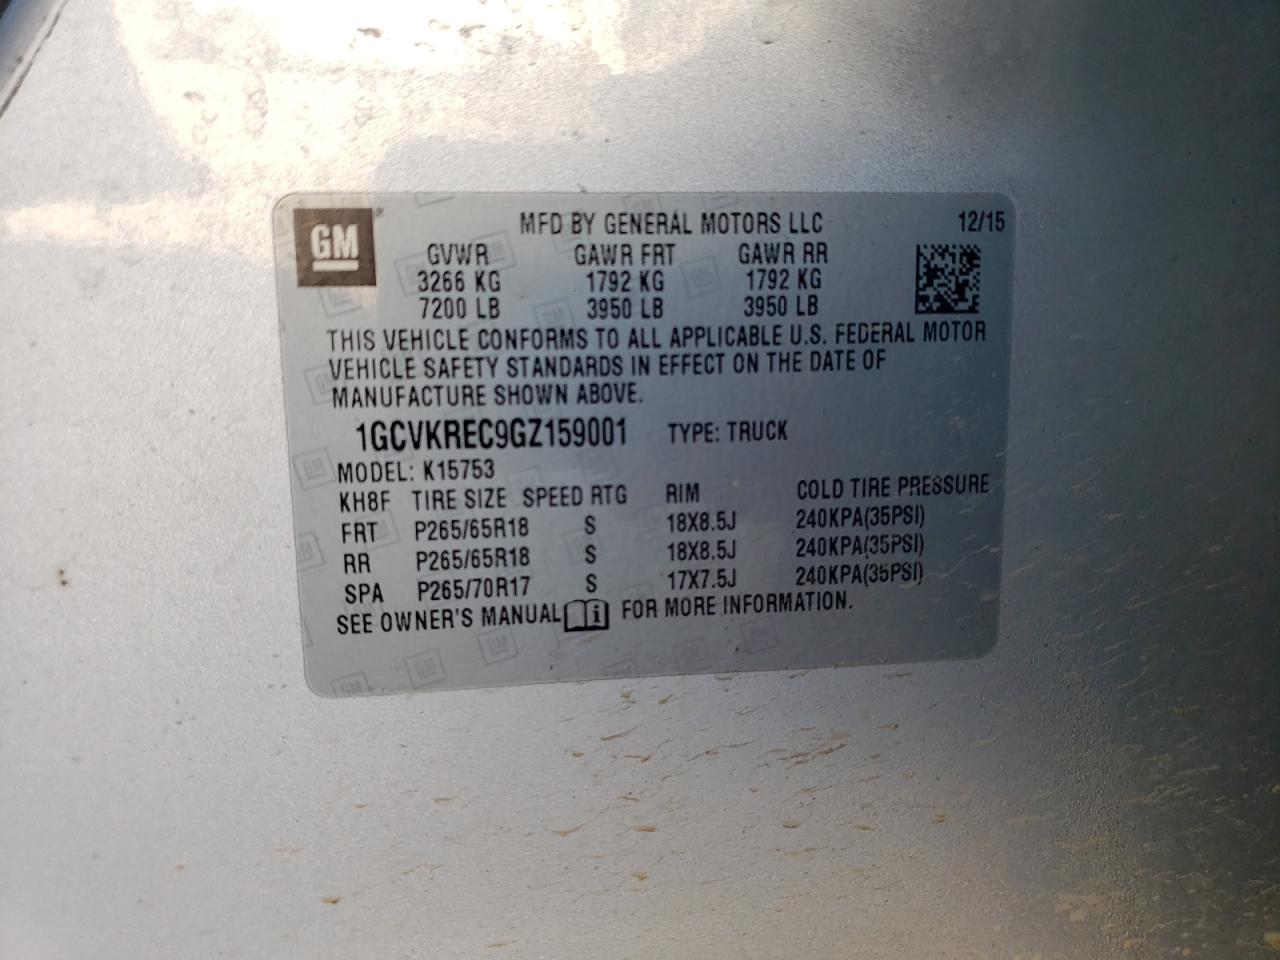 GM ® MFD BY GENERAL MOTORS LLC 12/15
GVWR GAWR FRT GAWR RR
3266 KG 1792 KG 1792 KG
7200 LB 3950 LB 3950 LB
THIS VEHICLE CONFORMS TO ALL APPLICABLE U.S. FEDERAL MOTOR
VEHICLE SAFETY STANDARDS IN EFFECT ON THE DATE OF
MANUFACTURE SHOWN ABOVE.
1GCVKREC9GZ159001 TYPE: TRUCK
MODEL: K15753
KH8F TIRE SIZE SPEED RTG RIM COLD TIRE PRESSURE
FRT P265/65R18 S 18X8.5J 240KPA(35PSI)
RR P265/65R18 S 18X8.5J 240KPA(35PSI)
SPA P265/70R17 S 17X7.5J 240KPA(35PSI)
SEE OWNER'S MANUAL i FOR MORE INFORMATION.